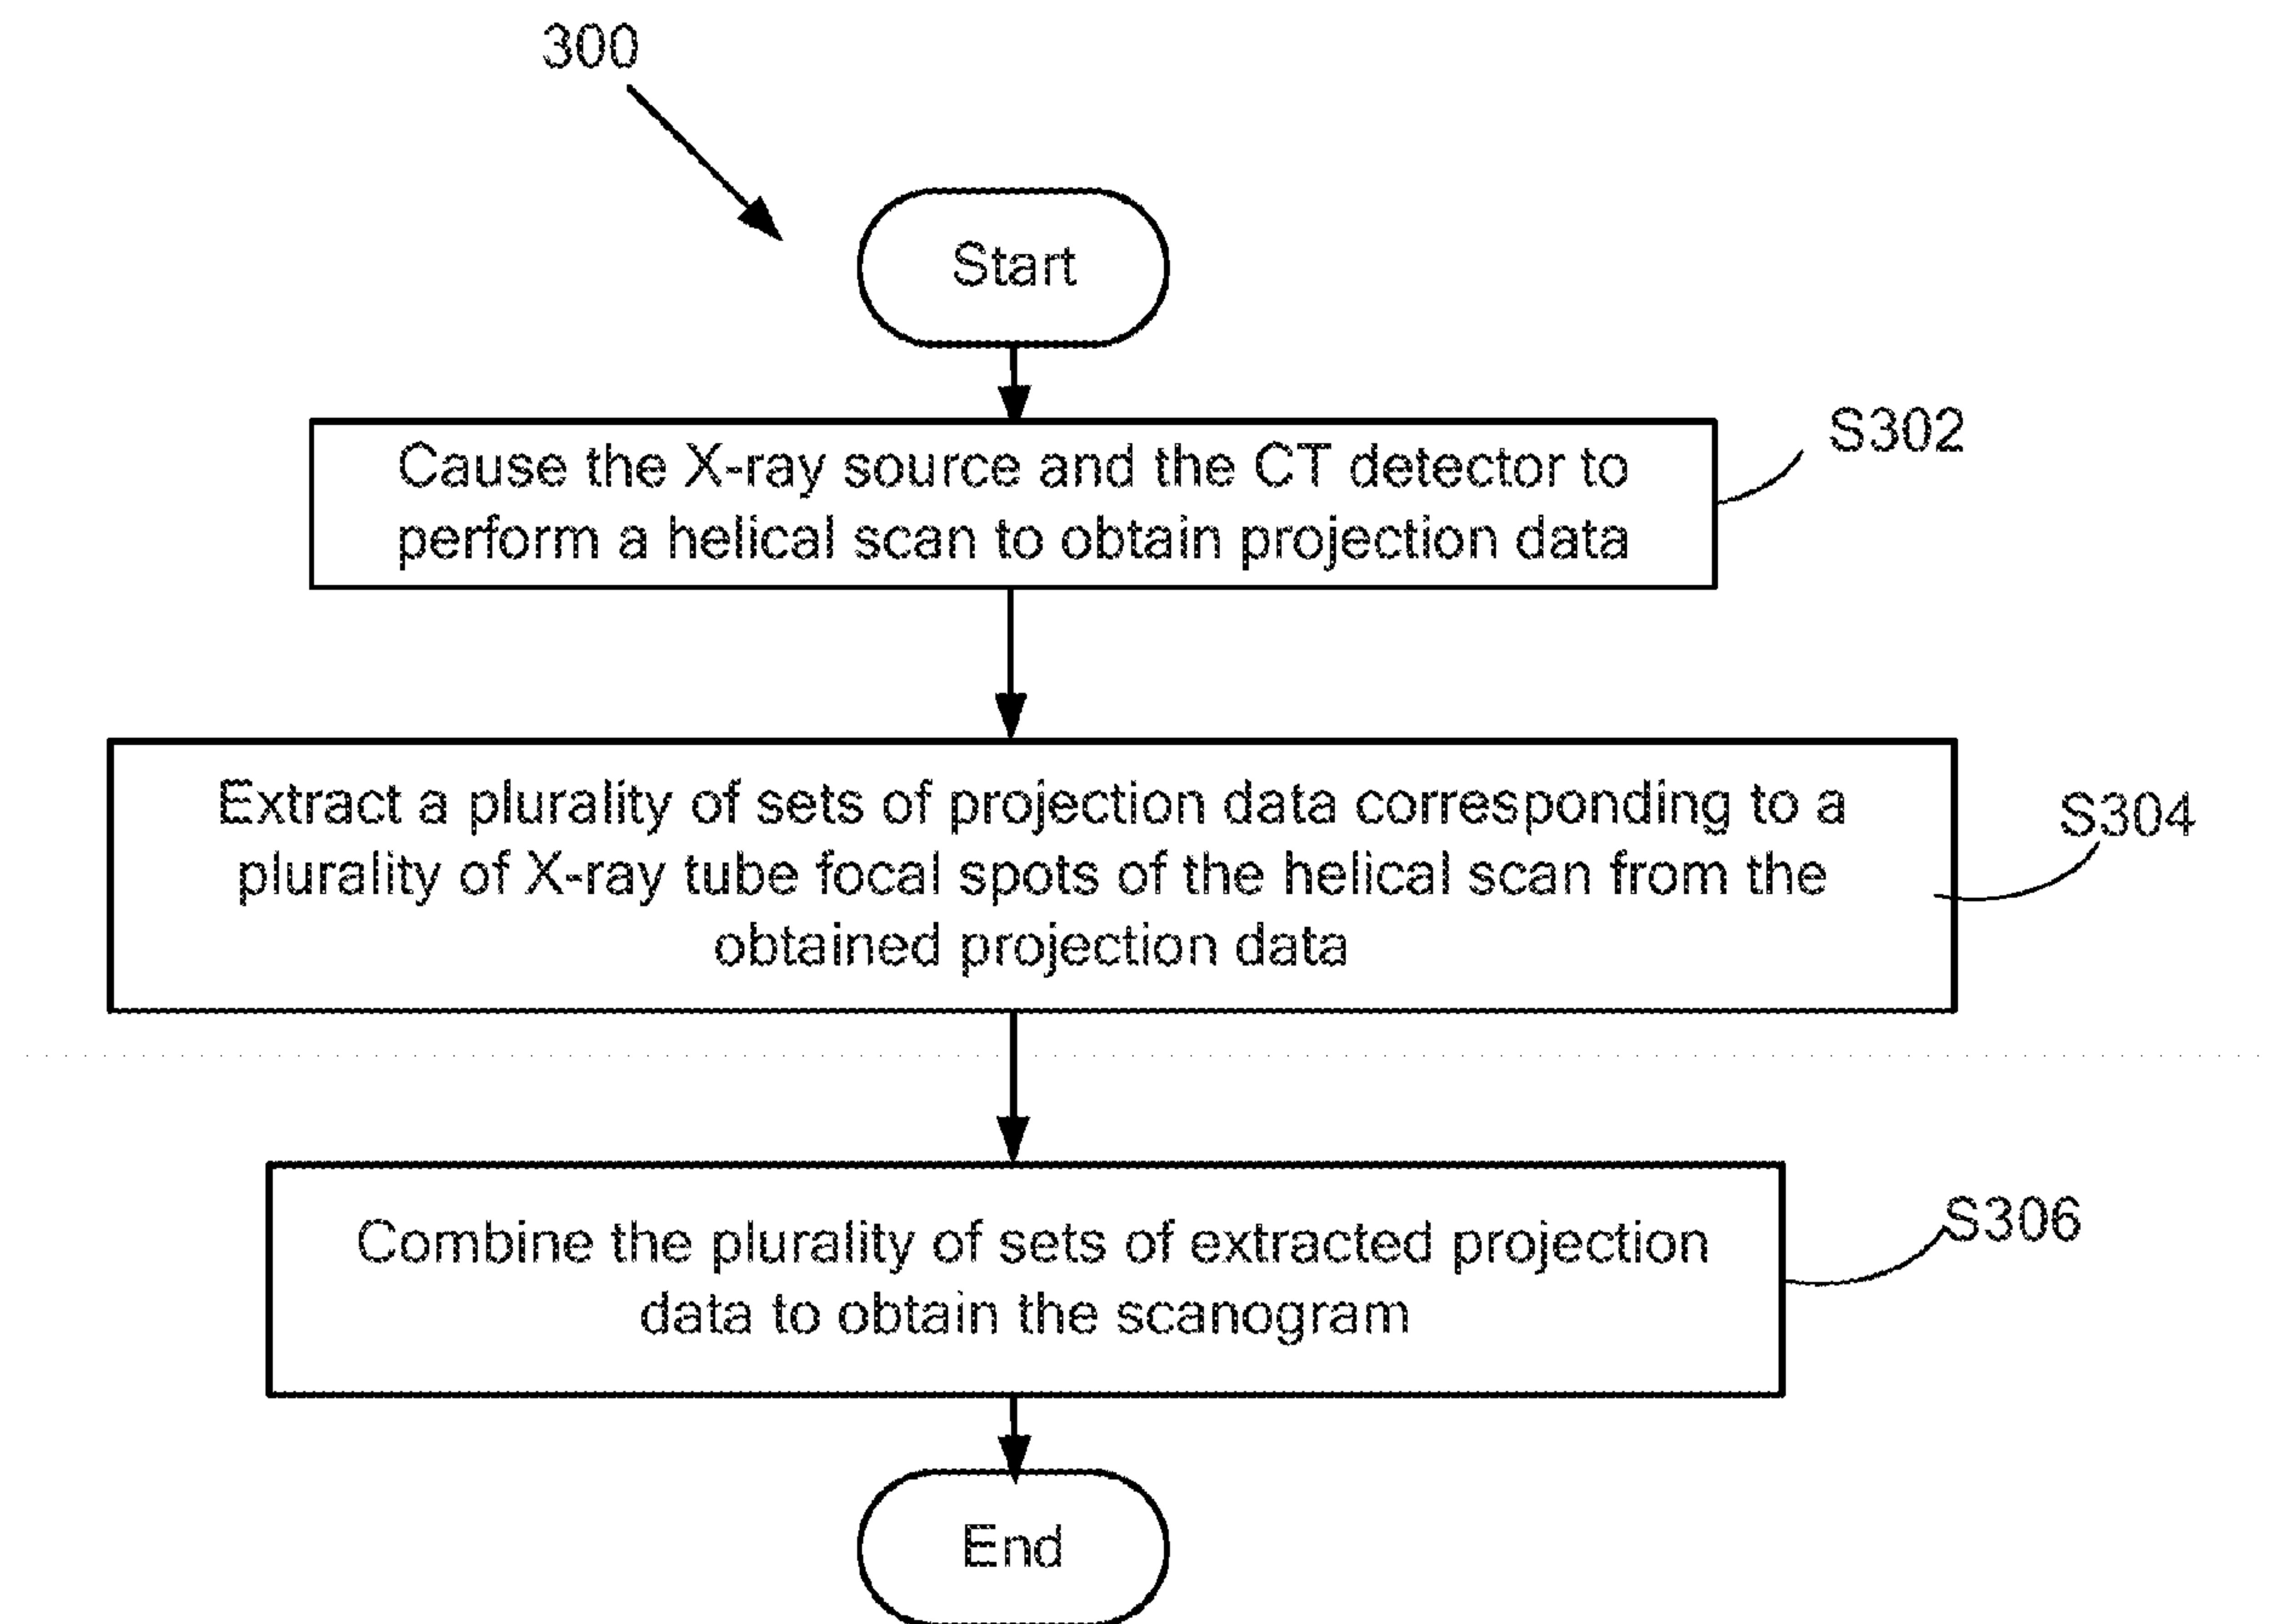 300
Start
Cause the X-ray source and the CT detector to
perform a helical scan to obtain projection data
S302
Extract a plurality of sets of projection data corresponding to a
plurality of X-ray tube focal spots of the helical scan from the
obtained projection data
S304
Combine the plurality of sets of extracted projection
data to obtain the scanogram
S306
End